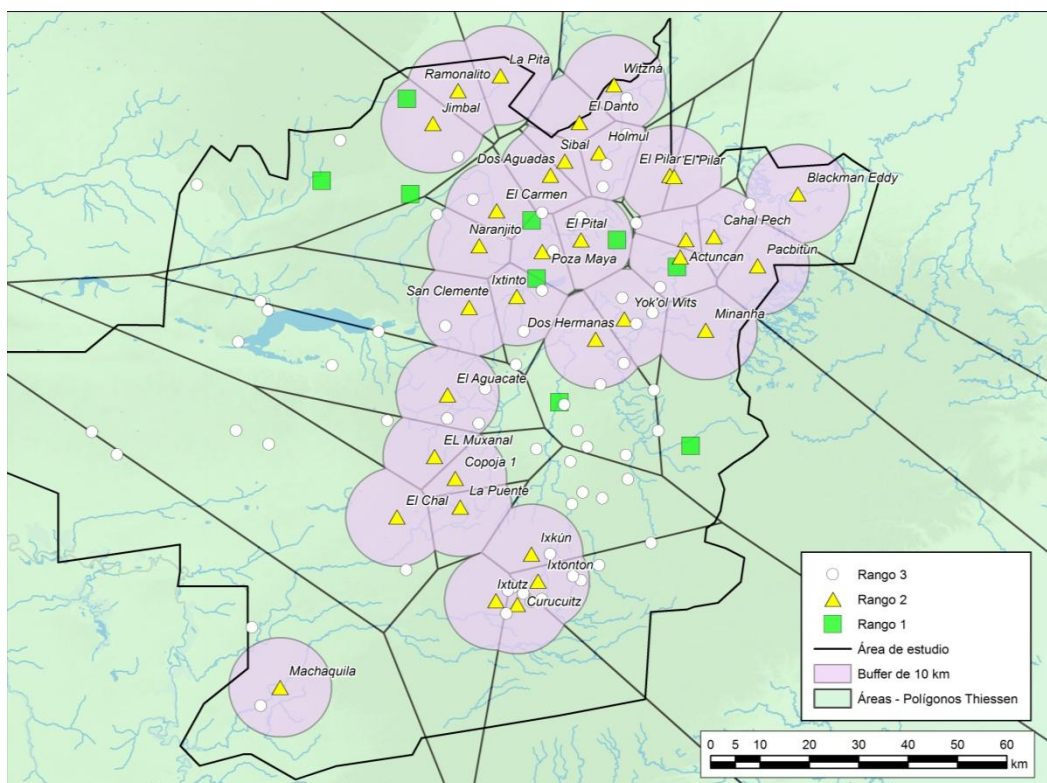 La Pita
Ramonalito
Witzná
Jimbal
El Danto
Holmul
Sibal
Dos Aguadas
El Pilar
El Pilar
Blackman Eddy
El Carmen
Cahal Pech
El Pital
Naranjito
Pacbitun
Actuncan
Poza Maya
Ixtinto
San Clemente
Yok'ol Wits
Minanha
Dos Hermanas
El Aguacate
EL Muxanal
Copoja 1
La Puente
El Chal
Ixkún
Ixtonton
Ixtutz
Curucuitz
Machaquila
Rango 3
Rango 2
Rango 1
Área de estudio
Buffer de 10 km
Áreas - Polígonos Thiessen
0 5 10 20 30 40 50 60
km